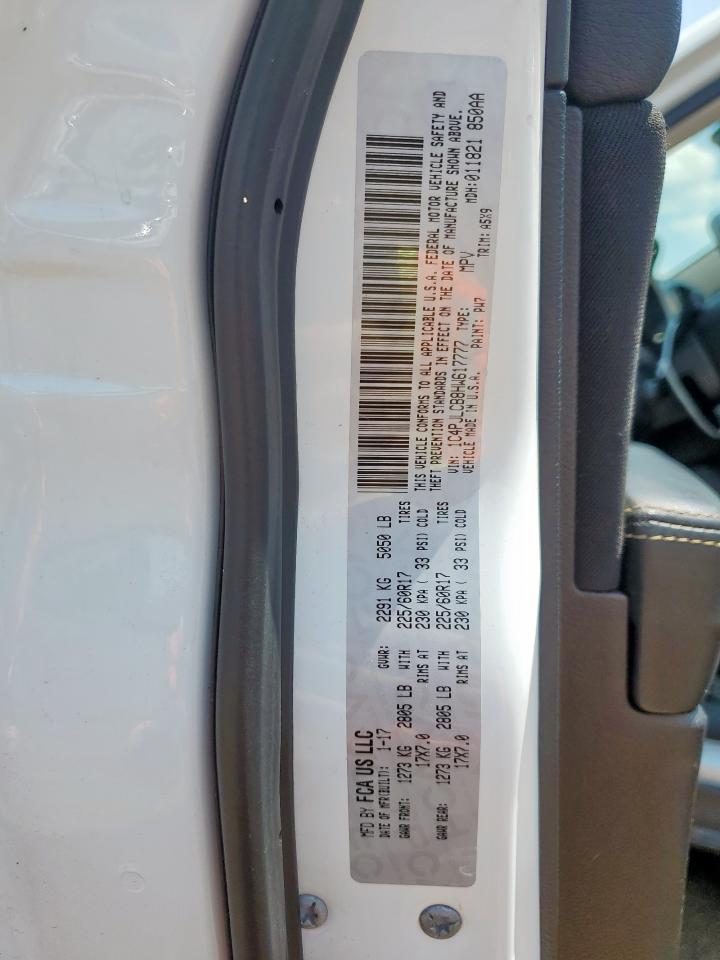 MFD BY FCA US LLC
DATE OF MFR(BUILT): 1-17 GVWR: 2291 KG 5050 LB
GAWR FRONT: 1273 KG 2805 LB WITH 225/60R17 TIRES
17X7.0 RIMS AT 230 KPA ( 33 PSI) COLD
GAWR REAR: 1273 KG 2805 LB WITH 225/60R17 TIRES
17X7.0 RIMS AT 230 KPA ( 33 PSI) COLD
THIS VEHICLE CONFORMS TO ALL APPLICABLE U.S.A. FEDERAL MOTOR VEHICLE SAFETY AND
THEFT PREVENTION STANDARDS IN EFFECT ON THE DATE OF MANUFACTURE SHOWN ABOVE.
VIN: 1C4PJLCB8HW617777 TYPE: MPV MDH: 011821 850AA
VEHICLE MADE IN U.S.A. PAINT: PW7 TRIM: A5X9